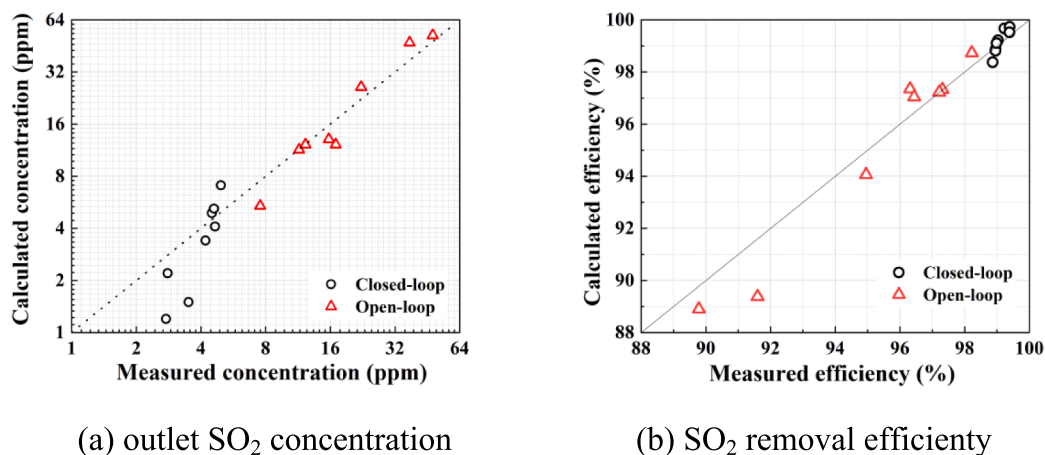 64
32
16
8
4
2
1
1 2 4 8 16 32 64
Calculated concentration (ppm)
Measured concentration (ppm)
Closed-loop
Open-loop
(a) outlet SO₂ concentration
100
98
96
94
92
90
88
88 90 92 94 96 98 100
Calculated efficiency (%)
Measured efficiency (%)
Closed-loop
Open-loop
(b) SO₂ removal efficienty